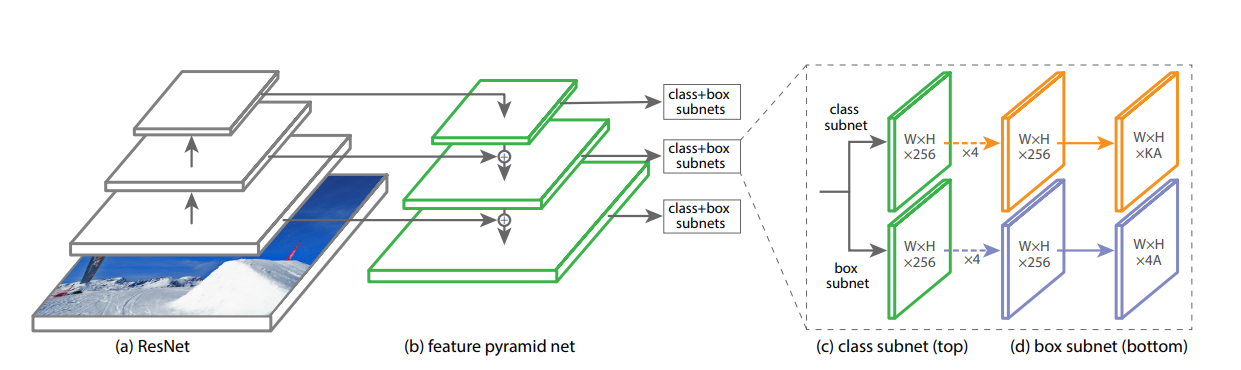 class+box
subnets
class+box
subnets
class+box
subnets
class
subnet
W×H
×256
×4
W×H
×256
W×H
×KA
box
subnet
W×H
×256
×4
W×H
×256
W×H
×4A
(a) ResNet
(b) feature pyramid net
(c) class subnet (top)
(d) box subnet (bottom)